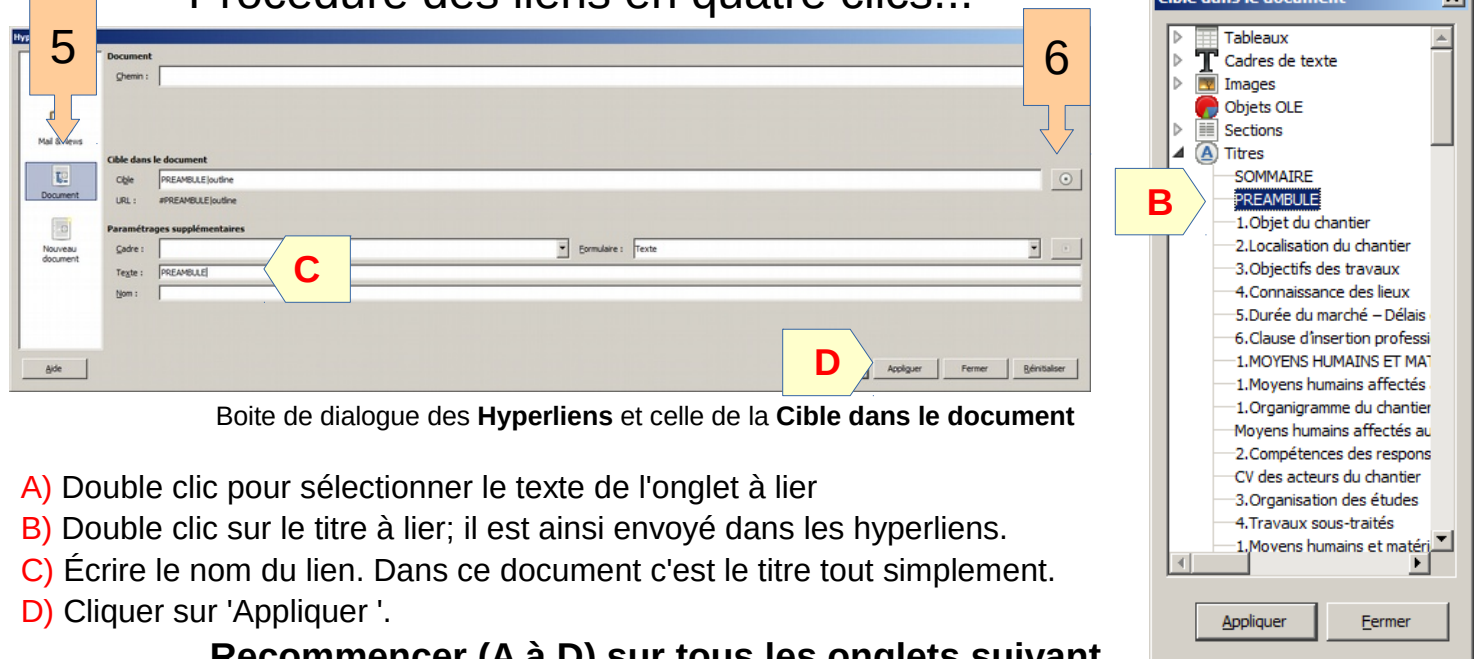 Procédure des liens en quatre clics...
5
6
Document
Chemin :
Mail & News
Cible dans le document
Cible PREAMBULE|outline
Document
URL : #PREAMBULE|outline
Paramétrages supplémentaires
Nouveau document
Cadre :
Formulaire : Texte
Texte : PREAMBULE
C
Nom :
D
Aide
Appliquer
Fermer
Réinitialiser
Boite de dialogue des Hyperliens et celle de la Cible dans le document
A) Double clic pour sélectionner le texte de l'onglet à lier
B) Double clic sur le titre à lier; il est ainsi envoyé dans les hyperliens.
C) Écrire le nom du lien. Dans ce document c'est le titre tout simplement.
D) Cliquer sur 'Appliquer '.
Recommencer (A à D) sur tous les onglets suivant
Cible dans le document
Tableaux
Cadres de texte
Images
Objets OLE
Sections
Titres
SOMMAIRE
B
PREAMBULE
1.Objet du chantier
2.Localisation du chantier
3.Objectifs des travaux
4.Connaissance des lieux
5.Durée du marché – Délais
6.Clause d'insertion professi
1.MOYENS HUMAINS ET MAT
1.Moyens humains affectés
1.Organigramme du chantier
Moyens humains affectés au
2.Compétences des respons
CV des acteurs du chantier
3.Organisation des études
4.Travaux sous-traités
1.Moyens humains et matéri
Appliquer
Fermer